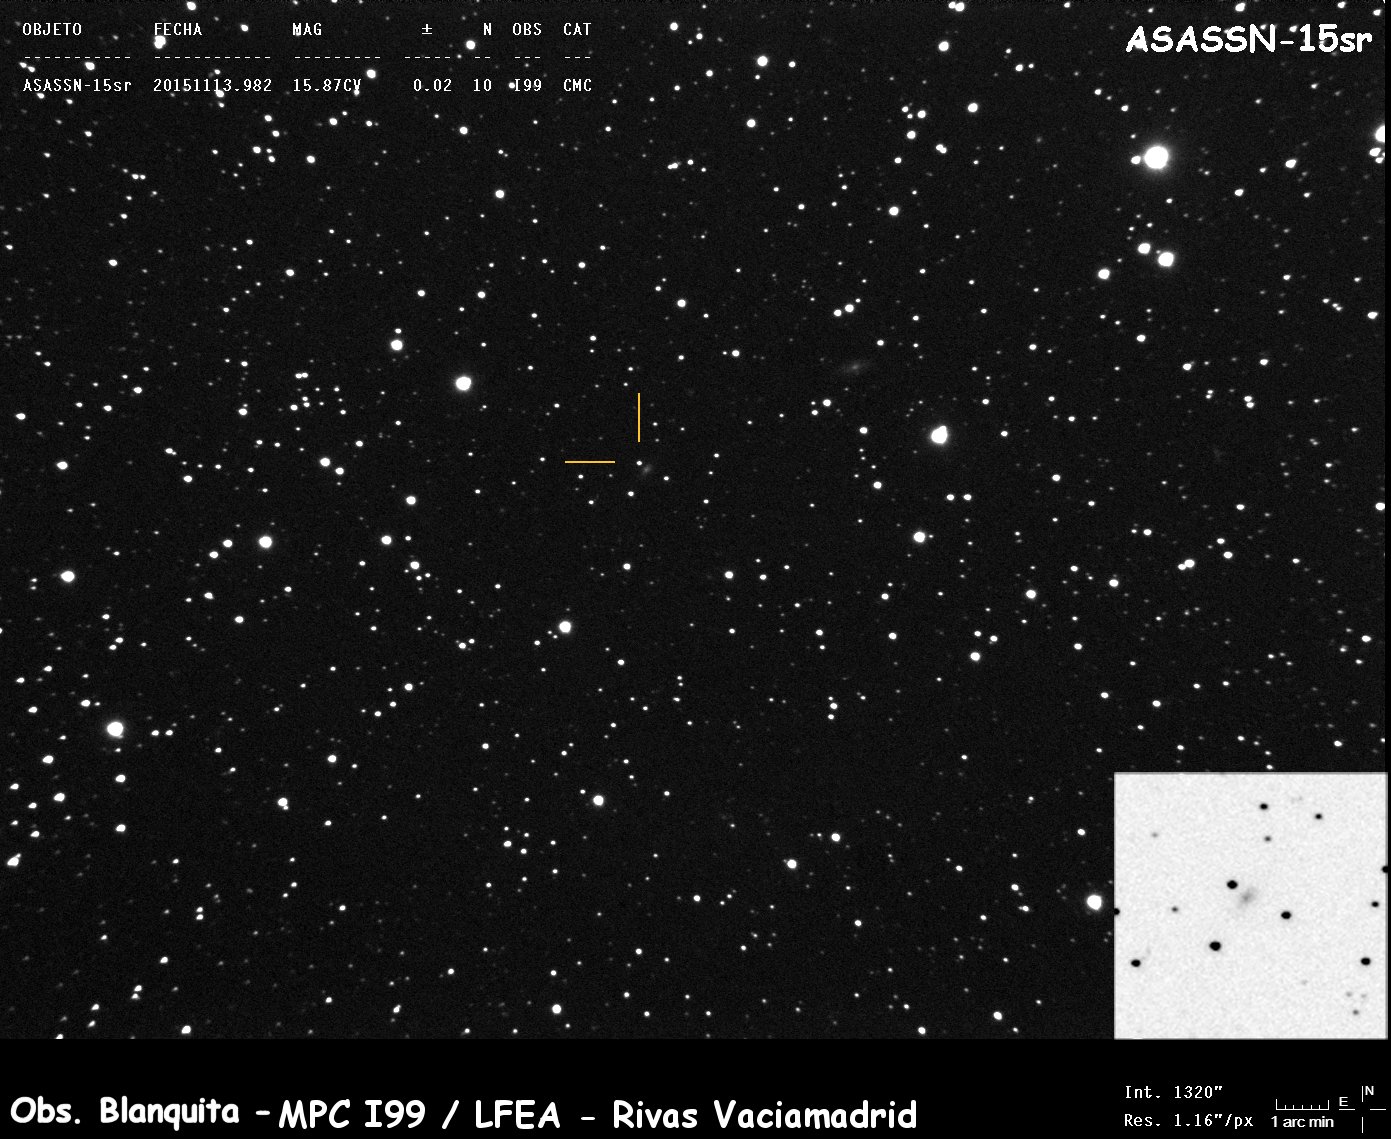 OBJETO FECHA MAG ± N OBS CAT
ASASSN-15sr
----------- ------------ --------- ----- -- --- ---
ASASSN-15sr 20151113.982 15.87CV 0.02 10 I99 CMC
Int. 1320”
E N
Res. 1.16”/px
1 arc min
Obs. Blanquita - MPC I99 / LFEA - Rivas Vaciamadrid